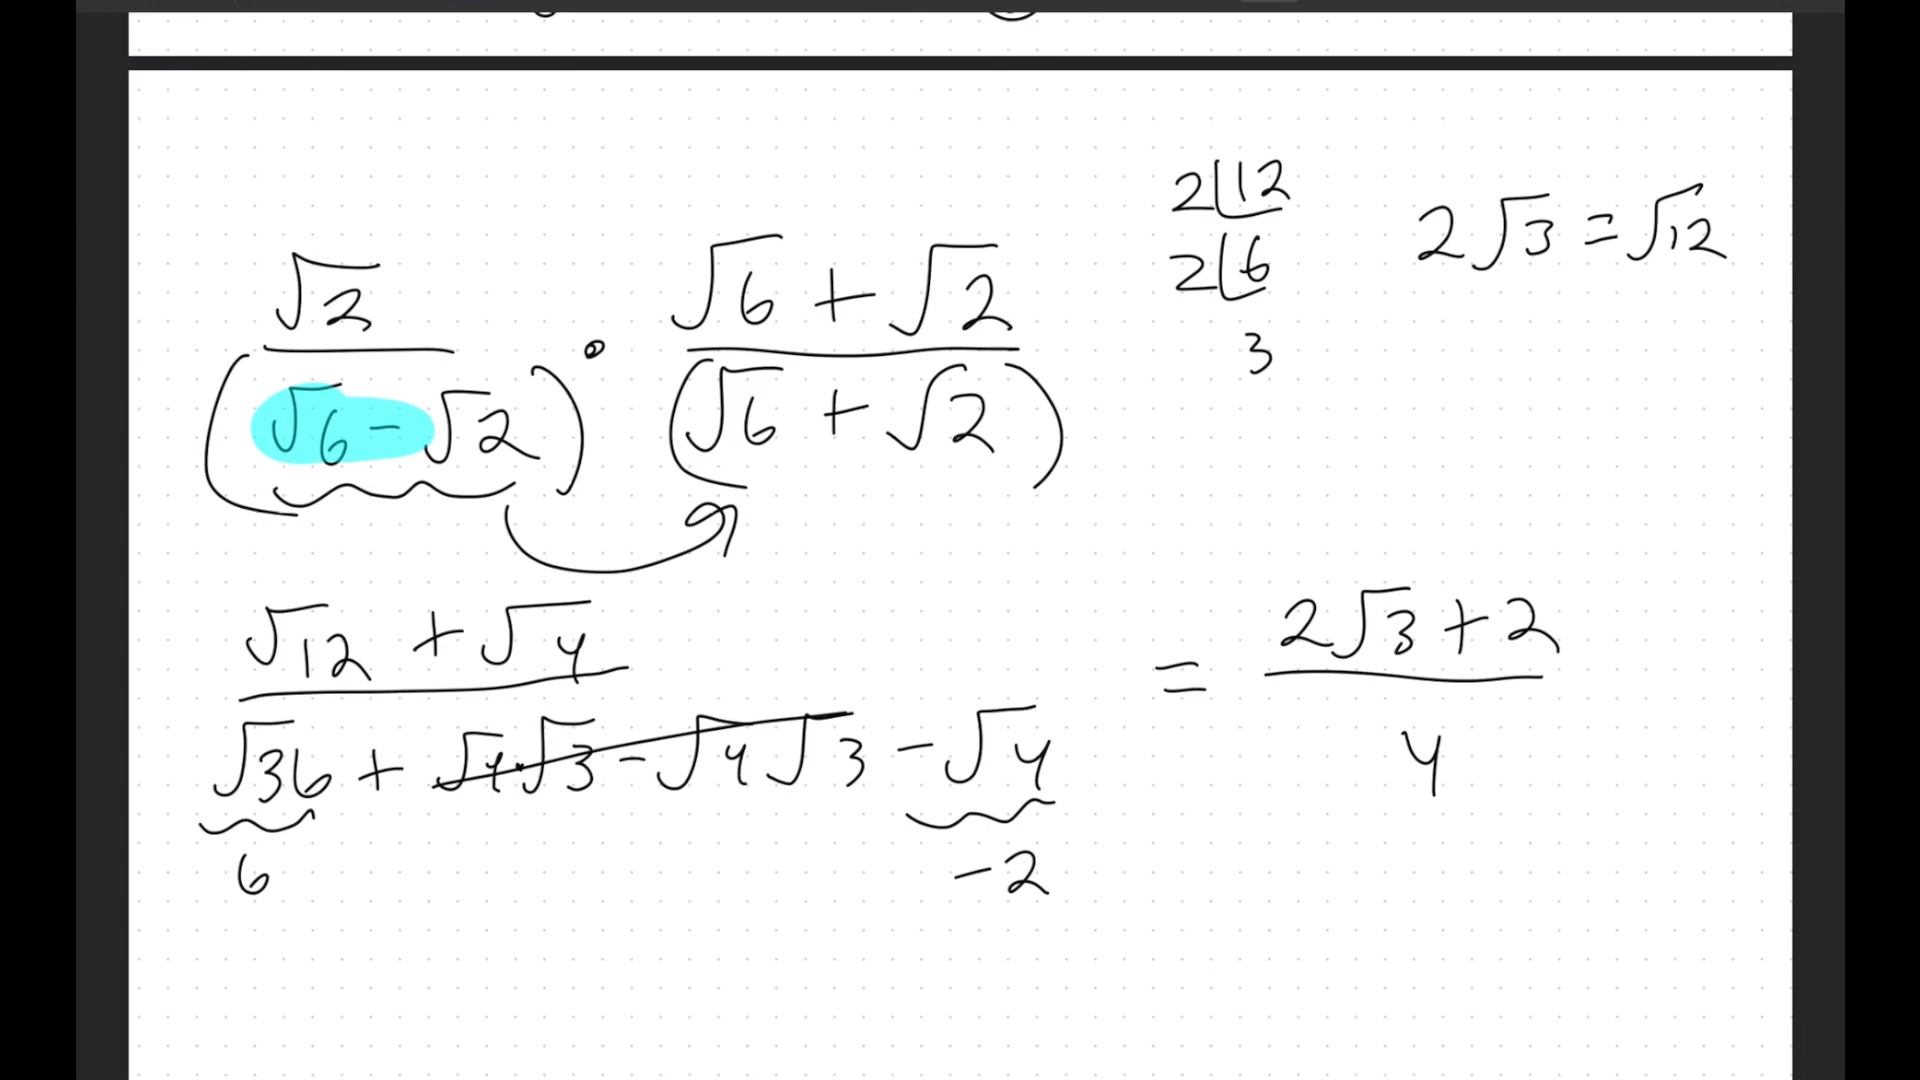 √2 / (√6 - √2) · √6 + √2 / (√6 + √2)
2⌊12
2⌊6
3
2√3 = √12
√12 + √4
√36 + √4·√3 - √4√3 - √4
6
-2
= 2√3 + 2 / 4